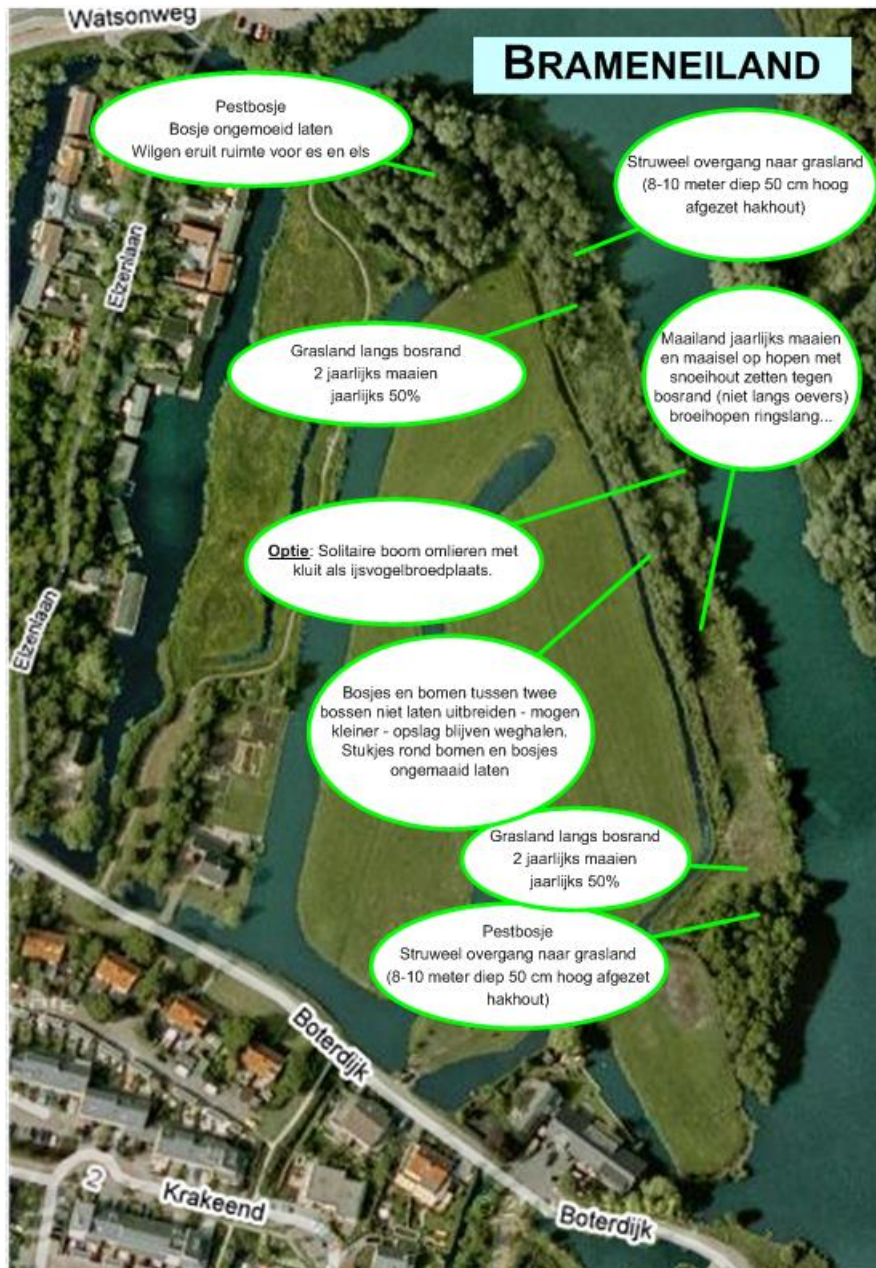 Watsonweg
BRAMENEILAND
Pestbosje
Bosje ongemoeid laten
Wilgen eruit ruimte voor es en els
Struweel overgang naar grasland
(8-10 meter diep 50 cm hoog
afgezet hakhout)
Elzenlaan
Grasland langs bosrand
2 jaarlijks maaien
jaarlijks 50%
Maailand jaarlijks maaien
en maaisel op hopen met
snoeihout zetten tegen
bosrand (niet langs oevers)
broeihopen ringslang...
Optie: Solitaire boom omlieren met
kluit als ijsvogelbroedplaats.
Elzenlaan
Bosjes en bomen tussen twee
bossen niet laten uitbreiden - mogen
kleiner - opslag blijven weghalen.
Stukjes rond bomen en bosjes
ongemaaid laten
Grasland langs bosrand
2 jaarlijks maaien
jaarlijks 50%
Pestbosje
Struweel overgang naar grasland
(8-10 meter diep 50 cm hoog afgezet
hakhout)
Boterdijk
2
Krakeend
Boterdijk